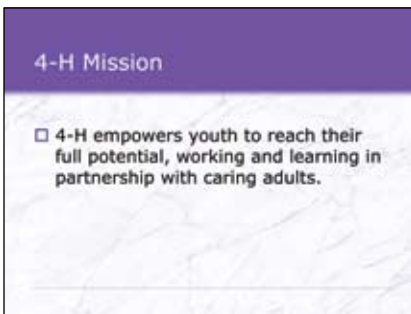 4-H Mission
4-H empowers youth to reach their
full potential, working and learning in
partnership with caring adults.